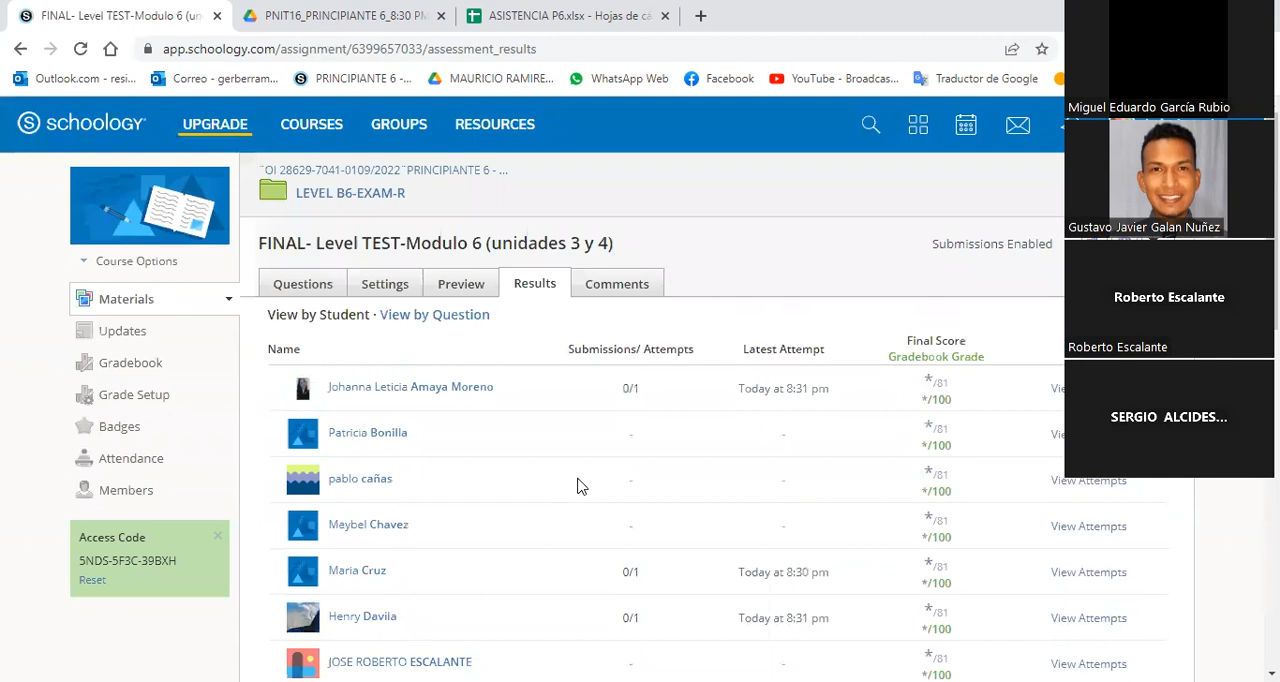 FINAL- Level TEST-Modulo 6 (un
PNIT16_PRINCIPIANTE 6_8:30 PM
ASISTENCIA P6.xlsx - Hojas de cá
app.schoology.com/assignment/6399657033/assessment_results
Outlook.com - resi...
Correo - gerberram...
PRINCIPIANTE 6 -...
MAURICIO RAMIRE...
WhatsApp Web
Facebook
YouTube - Broadcas...
Traductor de Google
schoology
UPGRADE
COURSES
GROUPS
RESOURCES
Course Options
Materials
Updates
Gradebook
Grade Setup
Badges
Attendance
Members
Access Code
5NDS-5F3C-39BXH
Reset
¨OI 28629-7041-0109/2022¨PRINCIPIANTE 6 - ...
LEVEL B6-EXAM-R
FINAL- Level TEST-Modulo 6 (unidades 3 y 4)
Submissions Enabled
Questions
Settings
Preview
Results
Comments
View by Student · View by Question
Name
Submissions/ Attempts
Latest Attempt
Final Score
Gradebook Grade
Johanna Leticia Amaya Moreno
0/1
Today at 8:31 pm
*/81
*/100
Patricia Bonilla
-
-
*/81
*/100
pablo cañas
-
-
*/81
*/100
View Attempts
Meybel Chavez
-
-
*/81
*/100
View Attempts
Maria Cruz
0/1
Today at 8:30 pm
*/81
*/100
View Attempts
Henry Davila
0/1
Today at 8:31 pm
*/81
*/100
View Attempts
JOSE ROBERTO ESCALANTE
-
-
*/81
*/100
View Attempts
Miguel Eduardo García Rubio
Gustavo Javier Galan Nuñez
Roberto Escalante
Roberto Escalante
SERGIO ALCIDES...